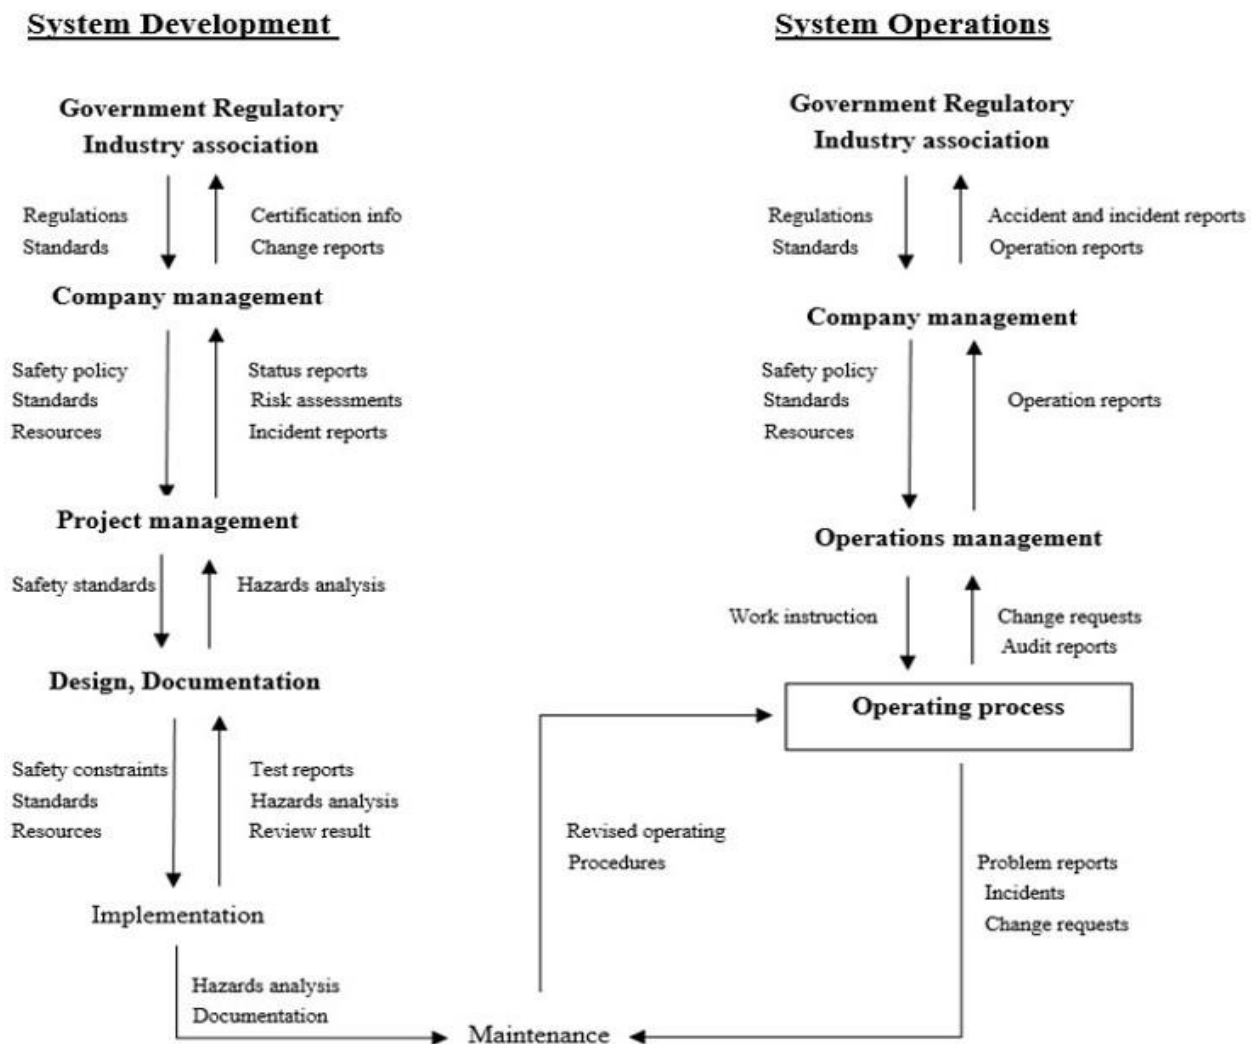 System Development
System Operations
Government Regulatory
Industry association
Government Regulatory
Industry association
Regulations
Standards
Certification info
Change reports
Regulations
Standards
Accident and incident reports
Operation reports
Company management
Company management
Safety policy
Standards
Resources
Status reports
Risk assessments
Incident reports
Safety policy
Standards
Resources
Operation reports
Project management
Operations management
Safety standards
Hazards analysis
Work instruction
Change requests
Audit reports
Design, Documentation
Operating process
Safety constraints
Standards
Resources
Test reports
Hazards analysis
Review result
Revised operating
Procedures
Problem reports
Incidents
Change requests
Implementation
Hazards analysis
Documentation
Maintenance